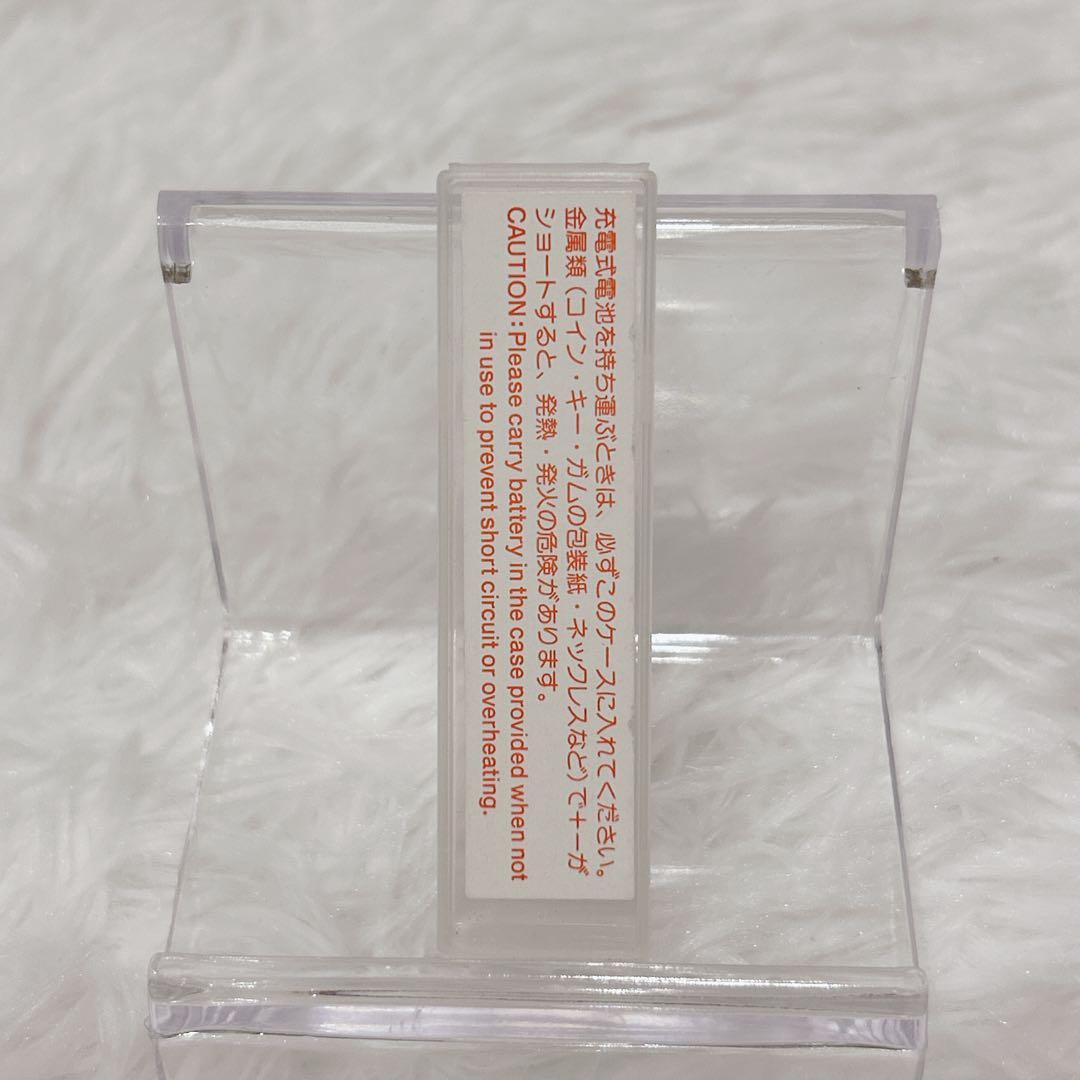 充電式電池を持ち運ぶときは、必ずこのケースに入れてください。
金属類（コイン・キー・ガムの包装紙・ネックレスなど）で＋－が
ショートすると、発熱・発火の危険があります。
CAUTION:Please carry battery in the case provided when not
in use to prevent short circuit or overheating.